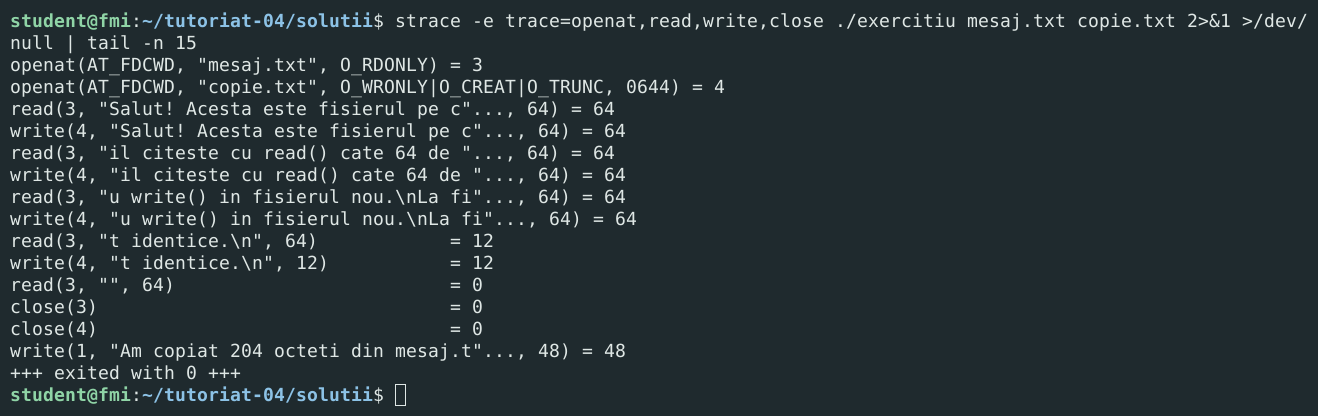 student@fmi:~/tutoriat-04/solutii$ strace -e trace=openat,read,write,close ./exercitiu mesaj.txt copie.txt 2>&1 >/dev/
null | tail -n 15
openat(AT_FDCWD, "mesaj.txt", O_RDONLY) = 3
openat(AT_FDCWD, "copie.txt", O_WRONLY|O_CREAT|O_TRUNC, 0644) = 4
read(3, "Salut! Acesta este fisierul pe c"..., 64) = 64
write(4, "Salut! Acesta este fisierul pe c"..., 64) = 64
read(3, "il citeste cu read() cate 64 de "..., 64) = 64
write(4, "il citeste cu read() cate 64 de "..., 64) = 64
read(3, "u write() in fisierul nou.\nLa fi"..., 64) = 64
write(4, "u write() in fisierul nou.\nLa fi"..., 64) = 64
read(3, "t identice.\n", 64)            = 12
write(4, "t identice.\n", 12)           = 12
read(3, "", 64)                         = 0
close(3)                                = 0
close(4)                                = 0
write(1, "Am copiat 204 octeti din mesaj.t"..., 48) = 48
+++ exited with 0 +++
student@fmi:~/tutoriat-04/solutii$